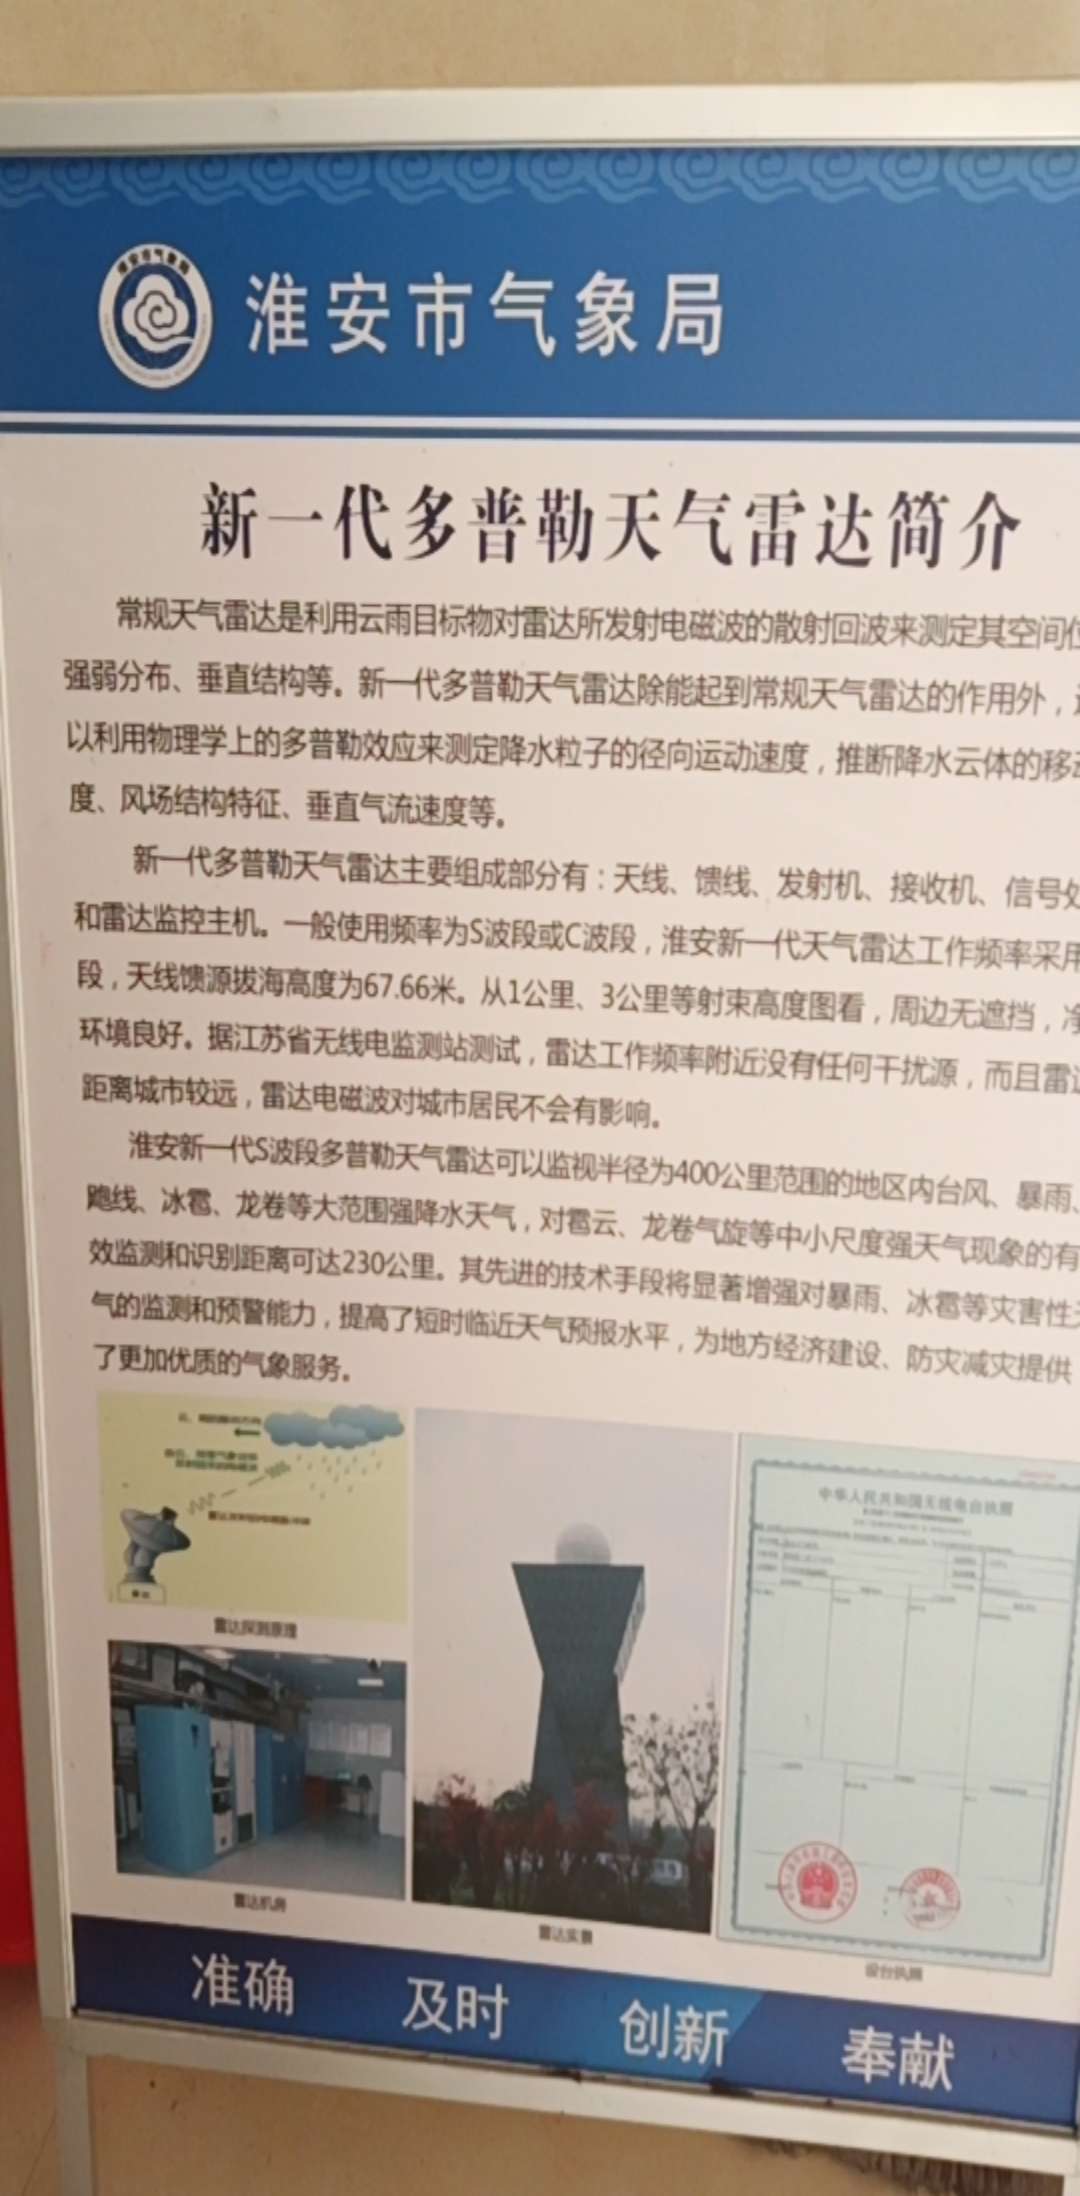 淮安市气象局
淮安市气象局
新一代多普勒天气雷达简介
常规天气雷达是利用云雨目标物对雷达所发射电磁波的散射回波来测定其空间位
强弱分布、垂直结构等。新一代多普勒天气雷达除能起到常规天气雷达的作用外，
以利用物理学上的多普勒效应来测定降水粒子的径向运动速度，推断降水云体的移动
度、风场结构特征、垂直气流速度等。
新一代多普勒天气雷达主要组成部分有：天线、馈线、发射机、接收机、信号处
和雷达监控主机。一般使用频率为S波段或C波段，淮安新一代天气雷达工作频率采用
段，天线馈源拔海高度为67.66米。从1公里、3公里等射束高度图看，周边无遮挡，净
环境良好。据江苏省无线电监测站测试，雷达工作频率附近没有任何干扰源，而且雷达
距离城市较远，雷达电磁波对城市居民不会有影响。
淮安新一代S波段多普勒天气雷达可以监视半径为400公里范围的地区内台风、暴雨、
飑线、冰雹、龙卷等大范围强降水天气，对雹云、龙卷气旋等中小尺度强天气现象的有
效监测和识别距离可达230公里。其先进的技术手段将显著增强对暴雨、冰雹等灾害性天
气的监测和预警能力，提高了短时临近天气预报水平，为地方经济建设、防灾减灾提供
了更加优质的气象服务。
雷达探测原理
中华人民共和国无线电台执照
雷达机房
雷达实景
设台执照
准确 及时 创新 奉献